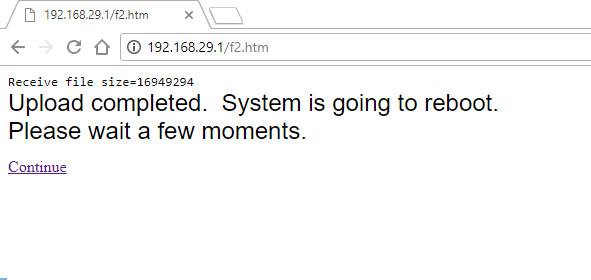 192.168.29.1/f2.htm
192.168.29.1/f2.htm
Receive file size=16949294
Upload completed.  System is going to reboot.
Please wait a few moments.
Continue